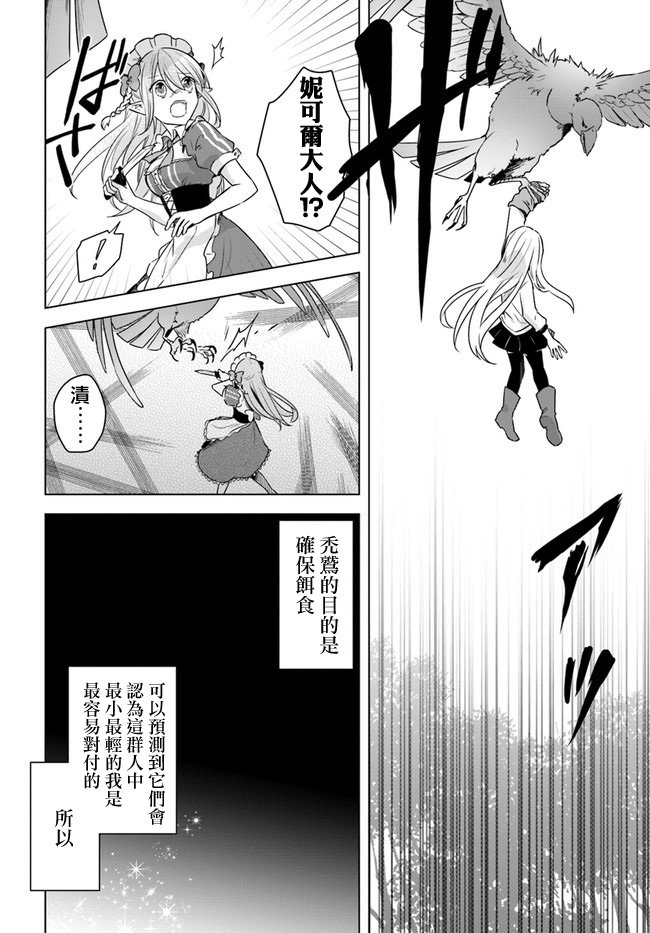 バッ
妮可爾大人!?
ばさ
！
漬……
禿鷲的目的是
確保餌食
可以預測到它們會
認為這群人中
最小最輕的我是
最容易對付的
所以